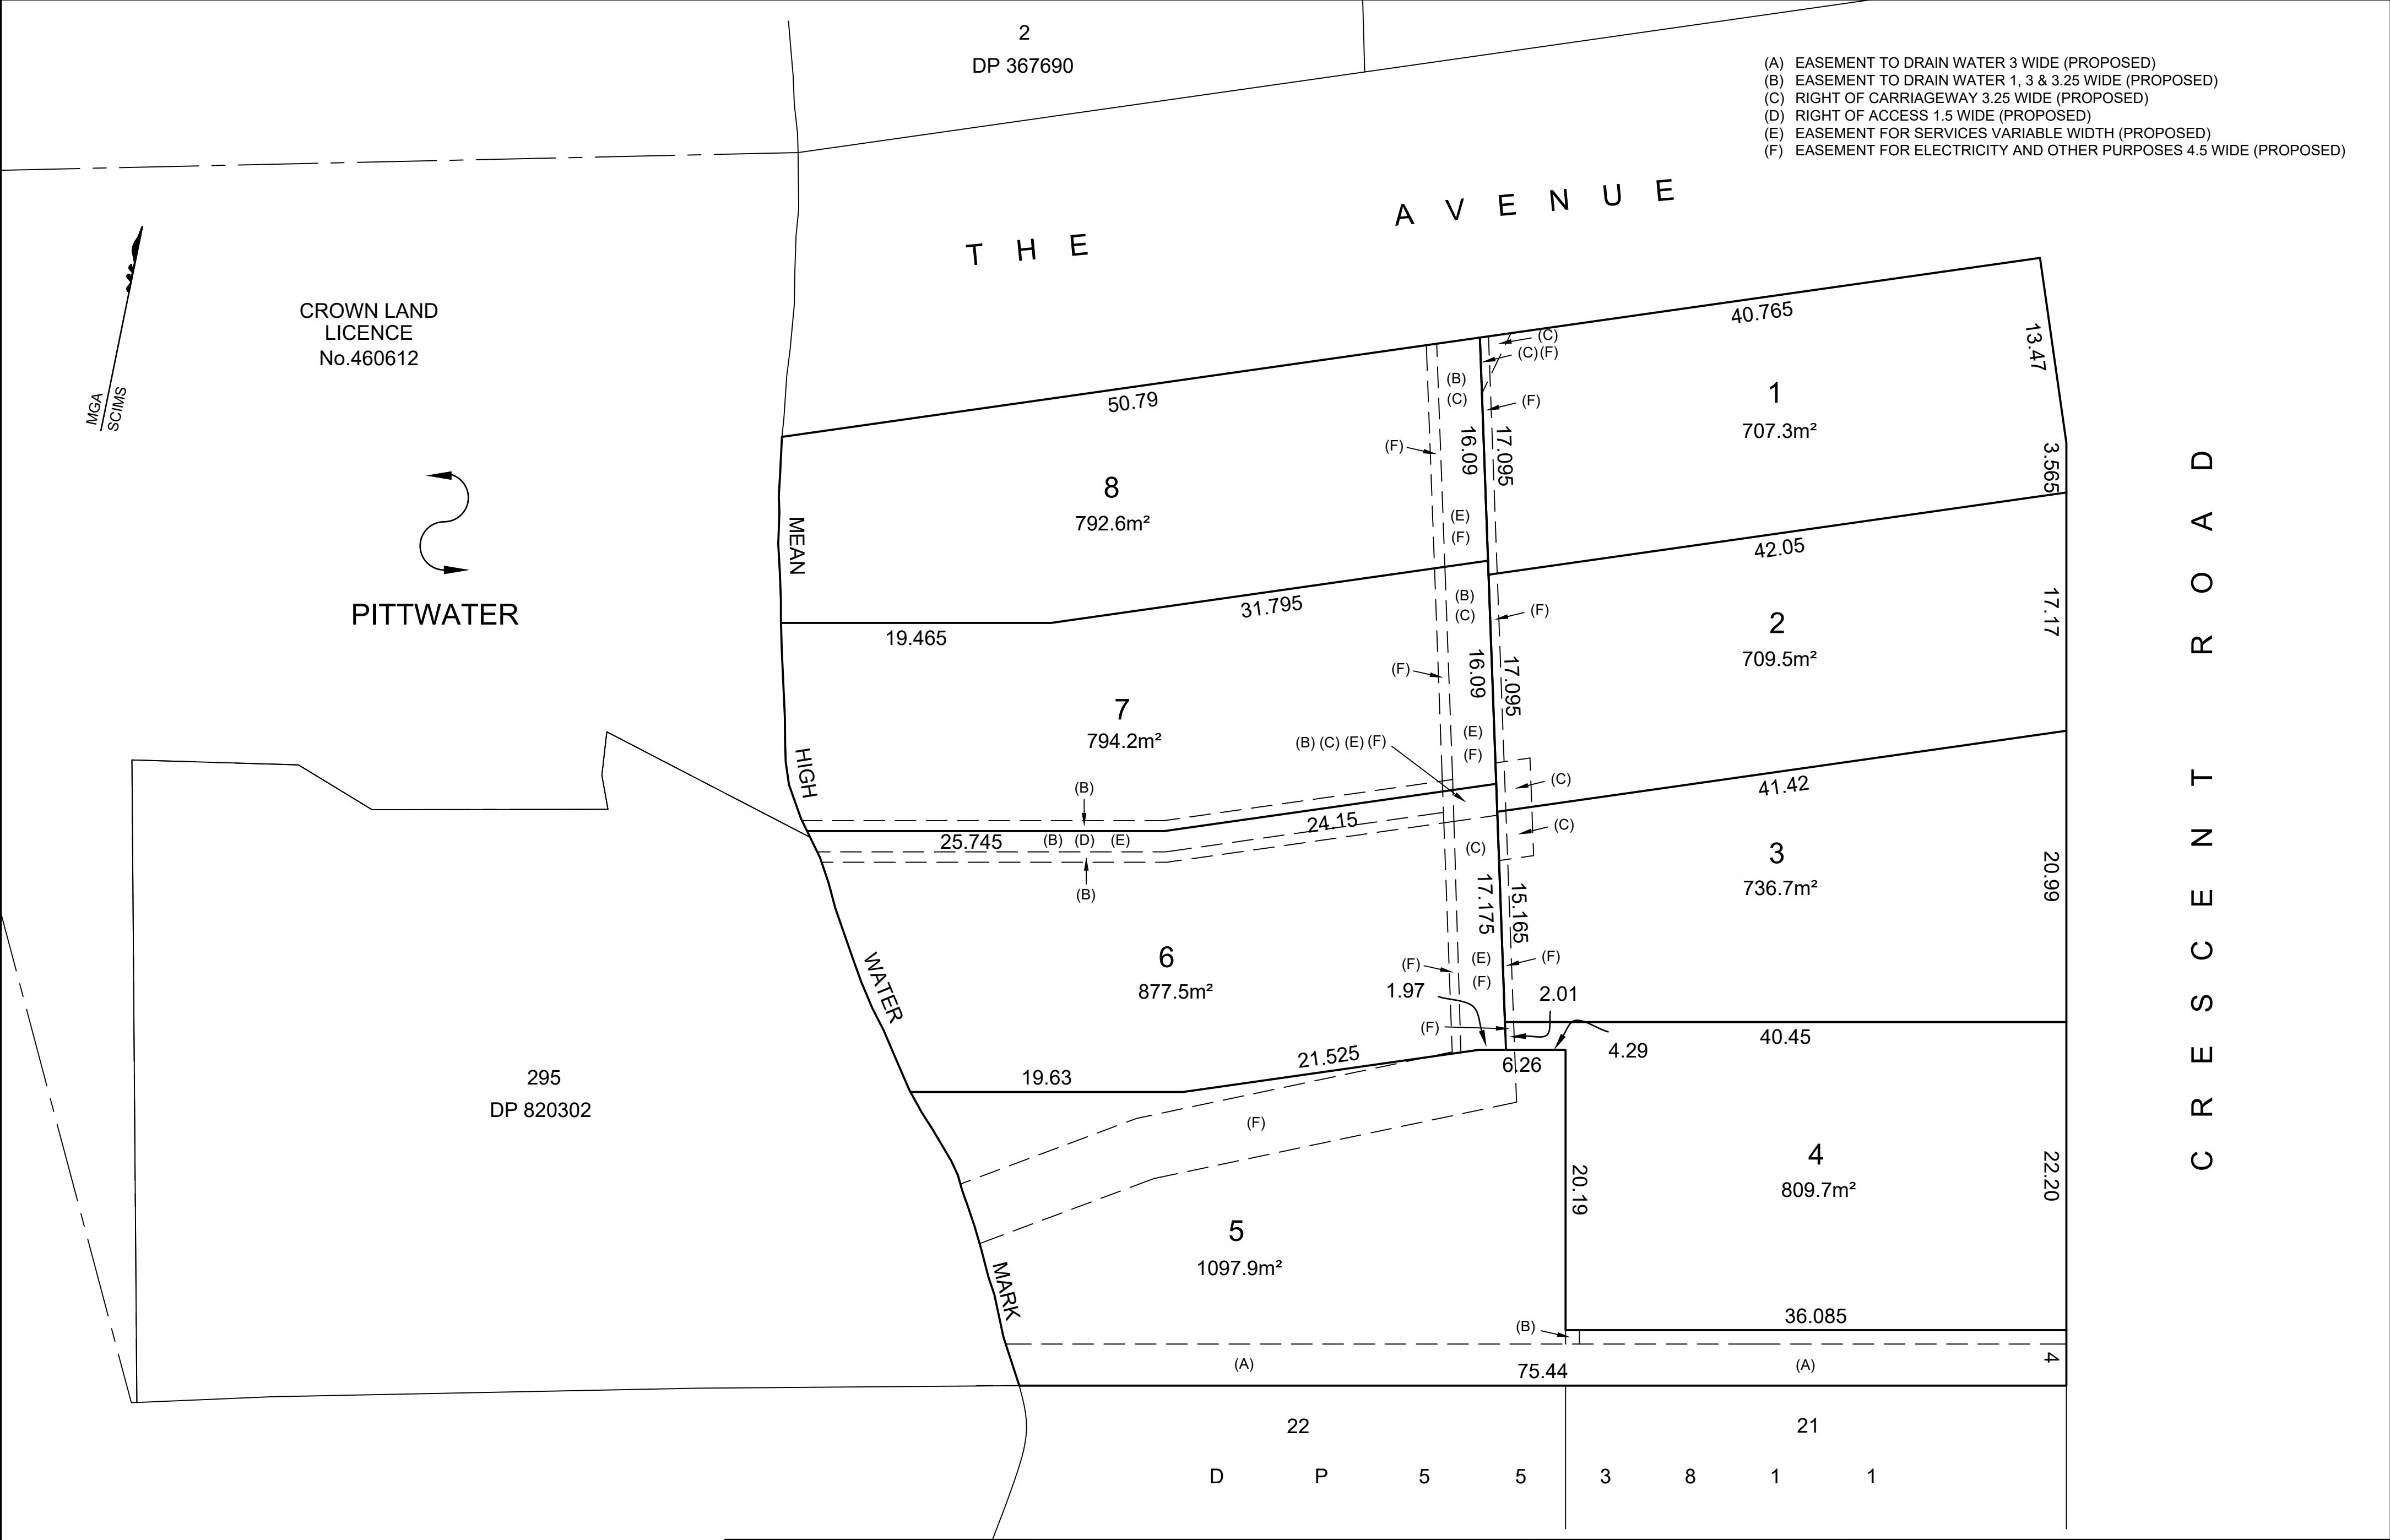 2
DP 367690
(A) EASEMENT TO DRAIN WATER 3 WIDE (PROPOSED)
(B) EASEMENT TO DRAIN WATER 1, 3 & 3.25 WIDE (PROPOSED)
(C) RIGHT OF CARRIAGEWAY 3.25 WIDE (PROPOSED)
(D) RIGHT OF ACCESS 1.5 WIDE (PROPOSED)
(E) EASEMENT FOR SERVICES VARIABLE WIDTH (PROPOSED)
(F) EASEMENT FOR ELECTRICITY AND OTHER PURPOSES 4.5 WIDE (PROPOSED)
THE AVENUE
CROWN LAND
LICENCE
No.460612
MGA
SCIMS
PITTWATER
MEAN HIGH WATER MARK
CRESCENT ROAD
40.765
13.47
(C)
(C)(F)
(F)
1
707.3m²
17.095
3.565
50.79
(B)
(C)
(F)
16.09
8
792.6m²
(E)
(F)
42.05
31.795
19.465
(B)
(C)
(F)
2
709.5m²
17.17
(F)
16.09
17.095
7
794.2m²
(E)
(F)
(B) (C) (E) (F)
(C)
41.42
(B)
25.745
(B) (D) (E)
24.15
(B)
(C)
(C)
3
736.7m²
20.99
17.175
15.165
6
877.5m²
(F)
(E)
(F)
(F)
1.97
2.01
(F)
40.45
4.29
6.26
21.525
19.63
295
DP 820302
(F)
4
809.7m²
20.19
22.20
5
1097.9m²
(B)
36.085
(A)
75.44
(A)
4
22
21
DP 553811